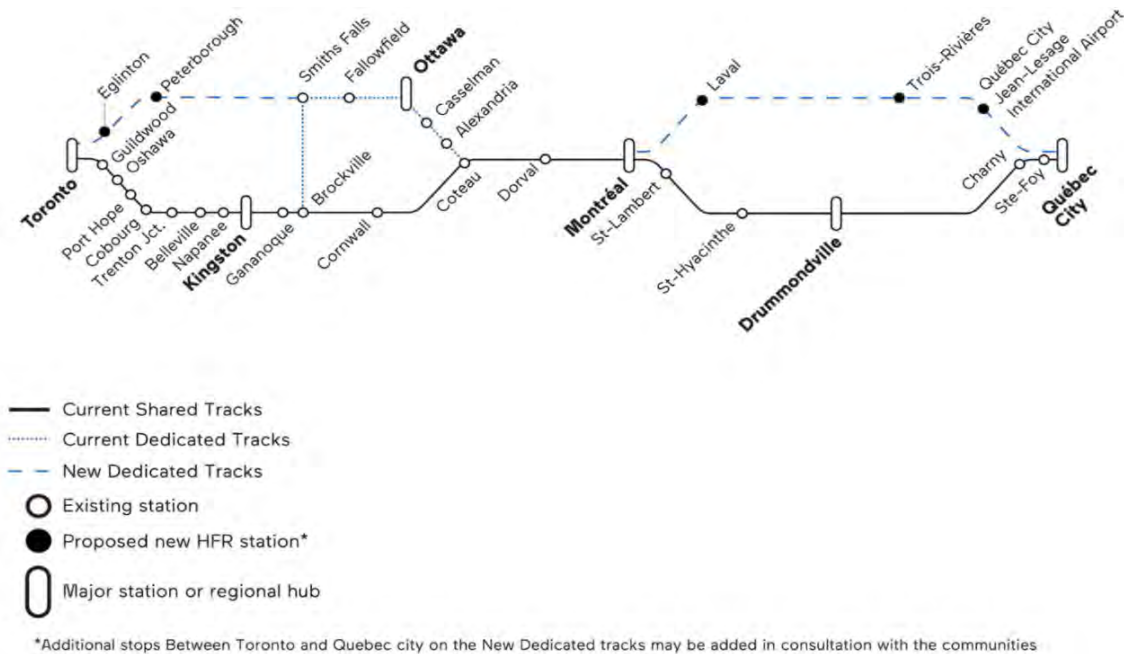 Eglinton
Peterborough
Smiths Falls
Fallowfield
Ottawa
Casselman
Alexandria
Laval
Trois-Rivières
Québec City
Jean-Lesage
International Airport
Toronto
Guildwood
Oshawa
Port Hope
Cobourg
Trenton Jct.
Belleville
Napanee
Kingston
Gananoque
Brockville
Cornwall
Coteau
Dorval
Montréal
St-Lambert
St-Hyacinthe
Drummondville
Charny
Ste-Foy
Québec
City
Current Shared Tracks
Current Dedicated Tracks
New Dedicated Tracks
Existing station
Proposed new HFR station*
Major station or regional hub
*Additional stops Between Toronto and Quebec city on the New Dedicated tracks may be added in consultation with the communities